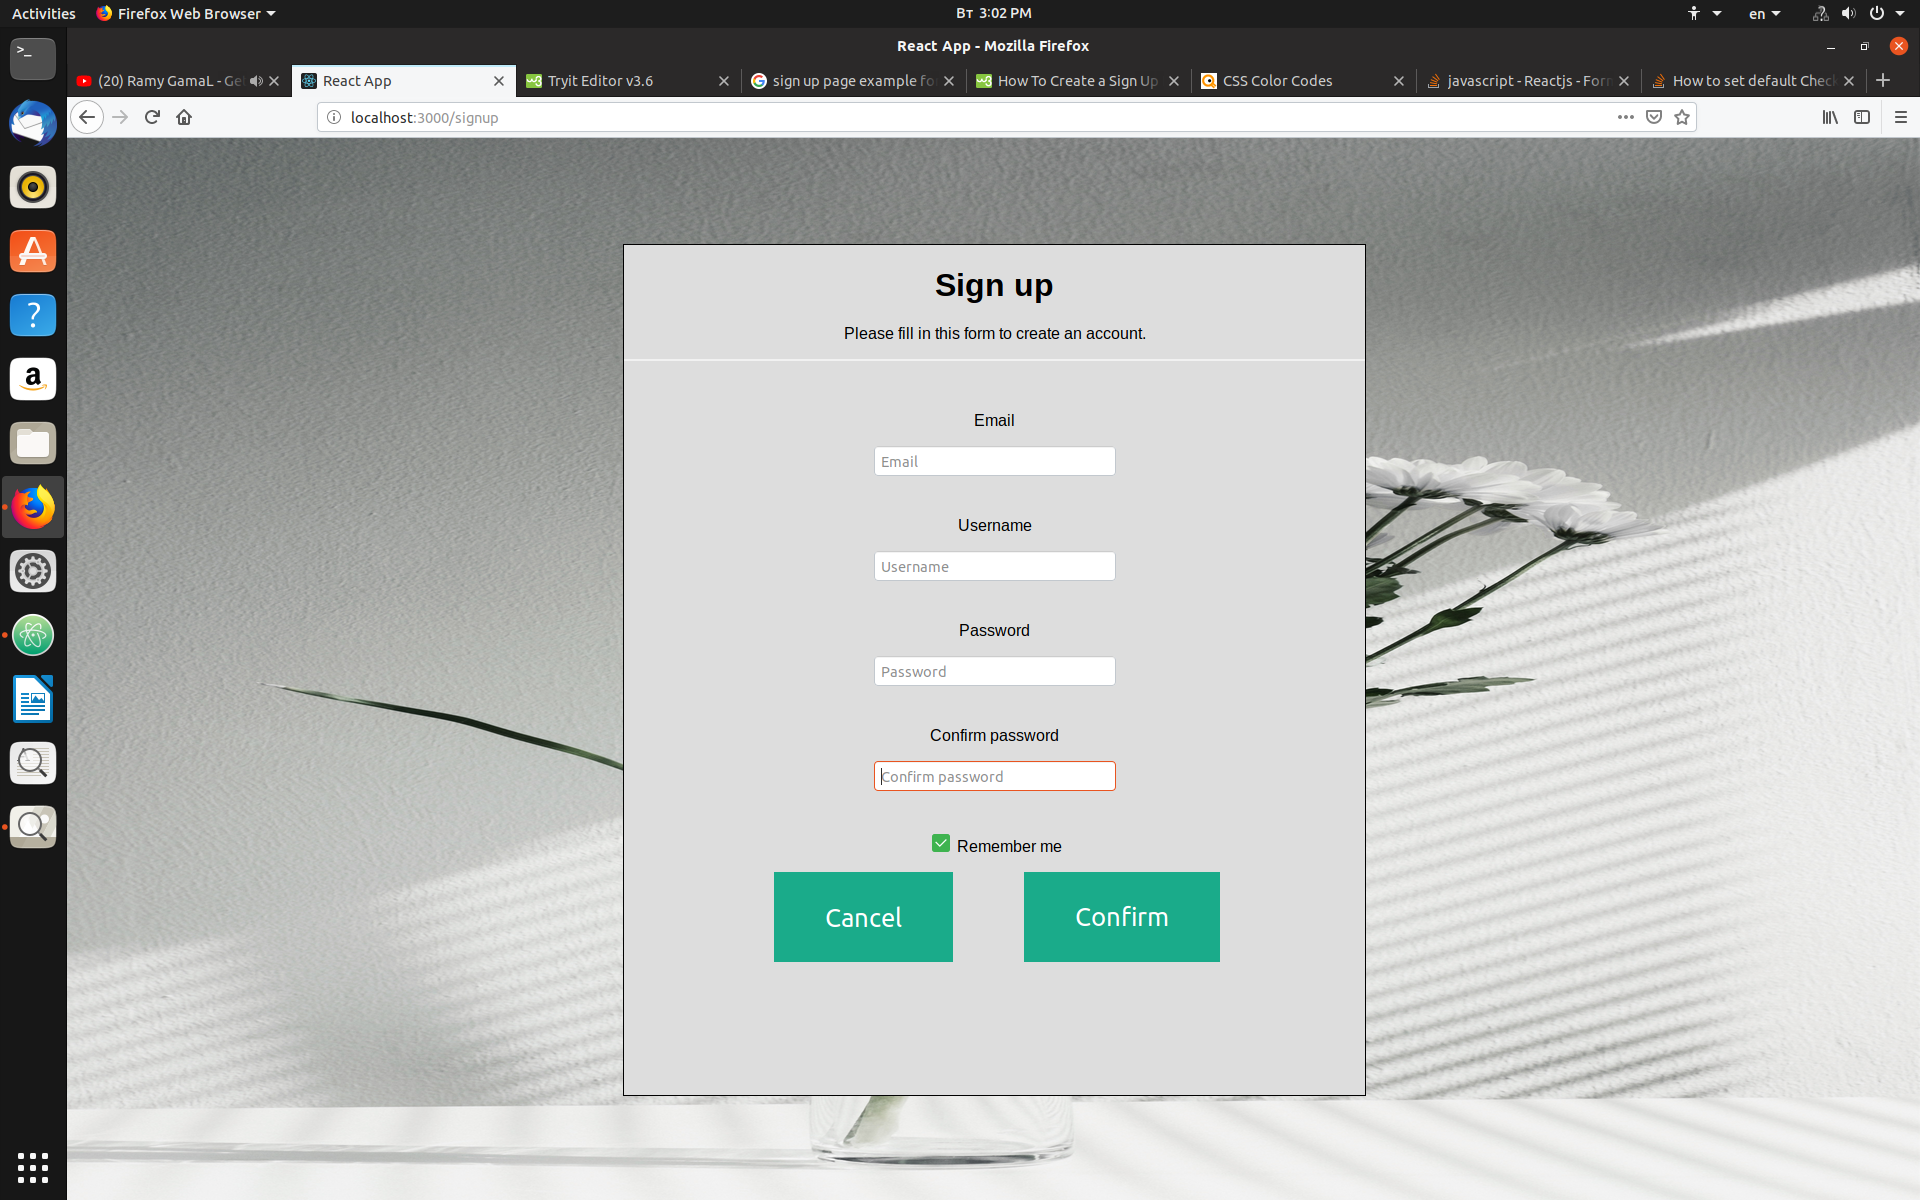 Activities Firefox Web Browser Вт 3:02 PM en
React App - Mozilla Firefox
(20) Ramy GamaL - Ge React App Tryit Editor v3.6 sign up page example fo How To Create a Sign Up CSS Color Codes javascript - Reactjs - Form How to set default Check
localhost:3000/signup
Sign up
Please fill in this form to create an account.
Email
Email
Username
Username
Password
Password
Confirm password
Confirm password
Remember me
Cancel Confirm